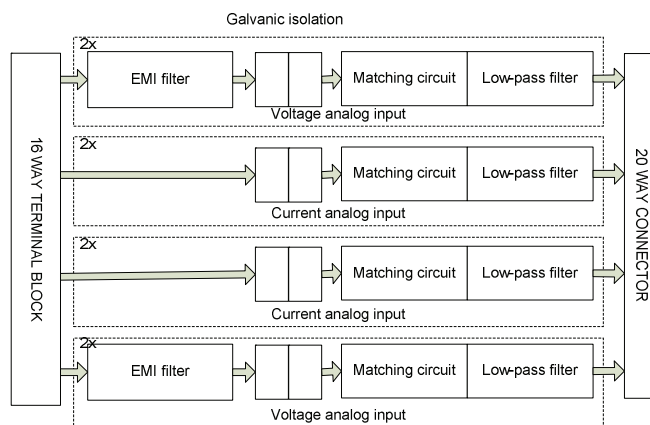 Galvanic isolation
2x
EMI filter
Matching circuit
Low-pass filter
Voltage analog input
2x
Matching circuit
Low-pass filter
Current analog input
2x
Matching circuit
Low-pass filter
Current analog input
2x
EMI filter
Matching circuit
Low-pass filter
Voltage analog input
16 WAY TERMINAL BLOCK
20 WAY CONNECTOR